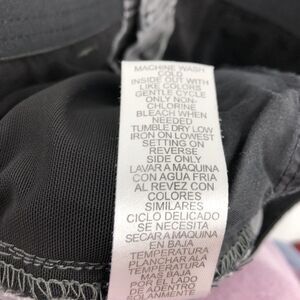 MACHINE WASH
COLD
INSIDE OUT WITH
LIKE COLORS
GENTLE CYCLE
ONLY NON-
CHLORINE
BLEACH WHEN
NEEDED
TUMBLE DRY LOW
IRON ON LOWEST
SETTING ON
REVERSE
SIDE ONLY
LAVAR A MAQUINA
CON AGUA FRIA
AL REVEZ CON
COLORES
SIMILARES
CICLO DELICADO
SE NECESITA
SECAR A MAQUINA
EN BAJA
TEMPERATURA
PLANCHAR ALA
TEMPERATURA
MAS BAJA
POR EL LADO
DE ADENTRO